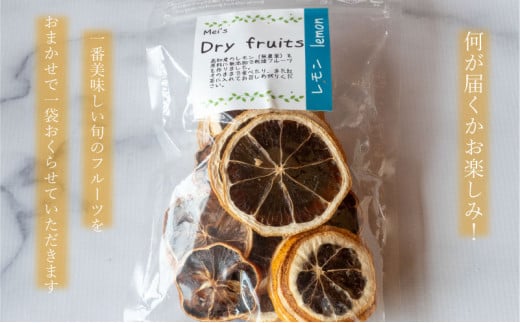 何が届くかお楽しみ！
一番美味しい旬のフルーツを
おまかせで一袋おくらせていただきます
Mei's
Dry fruits
レモン lemon